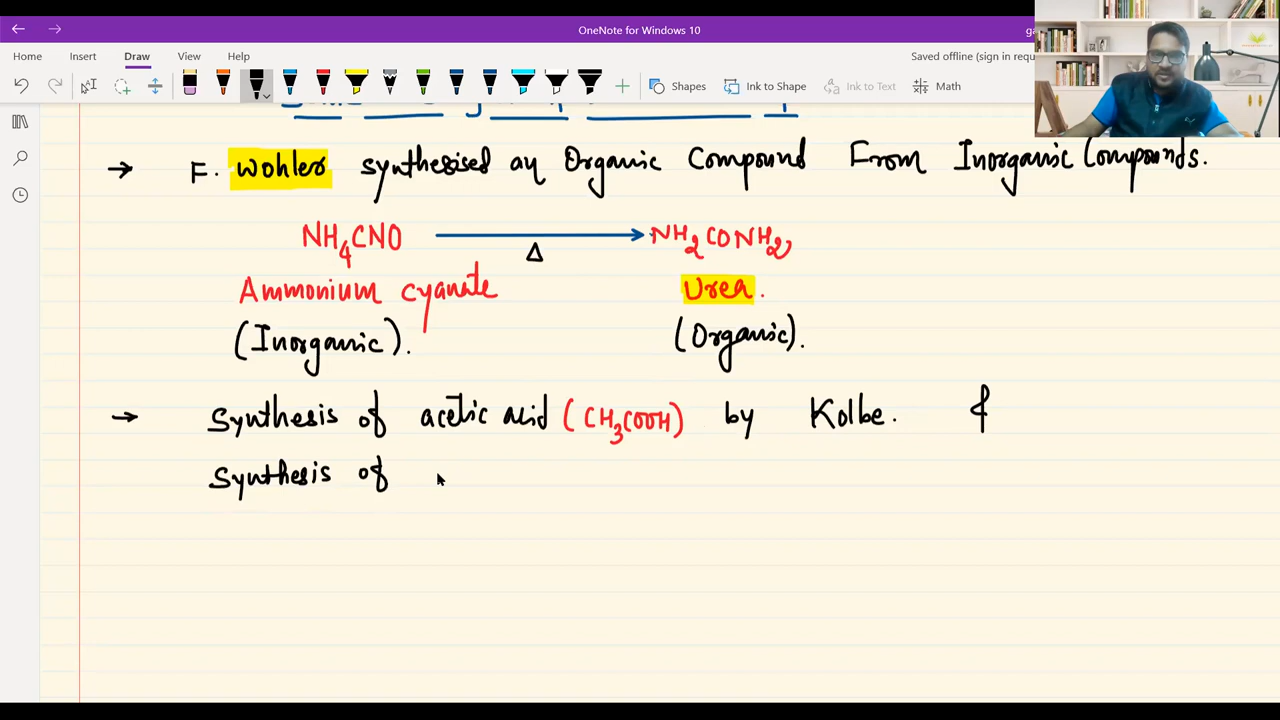 OneNote for Windows 10
ga
Home Insert Draw View Help
Saved offline (sign in requ
Shapes Ink to Shape Ink to Text Math
→ F. Wohler synthesised an Organic Compound From Inorganic Compounds.
NH₄CNO → NH₂CONH₂,
Δ
Ammonium cyanate Urea.
(Inorganic). (Organic).
→ Synthesis of acetic acid (CH₃COOH) by Kolbe. &
Synthesis of